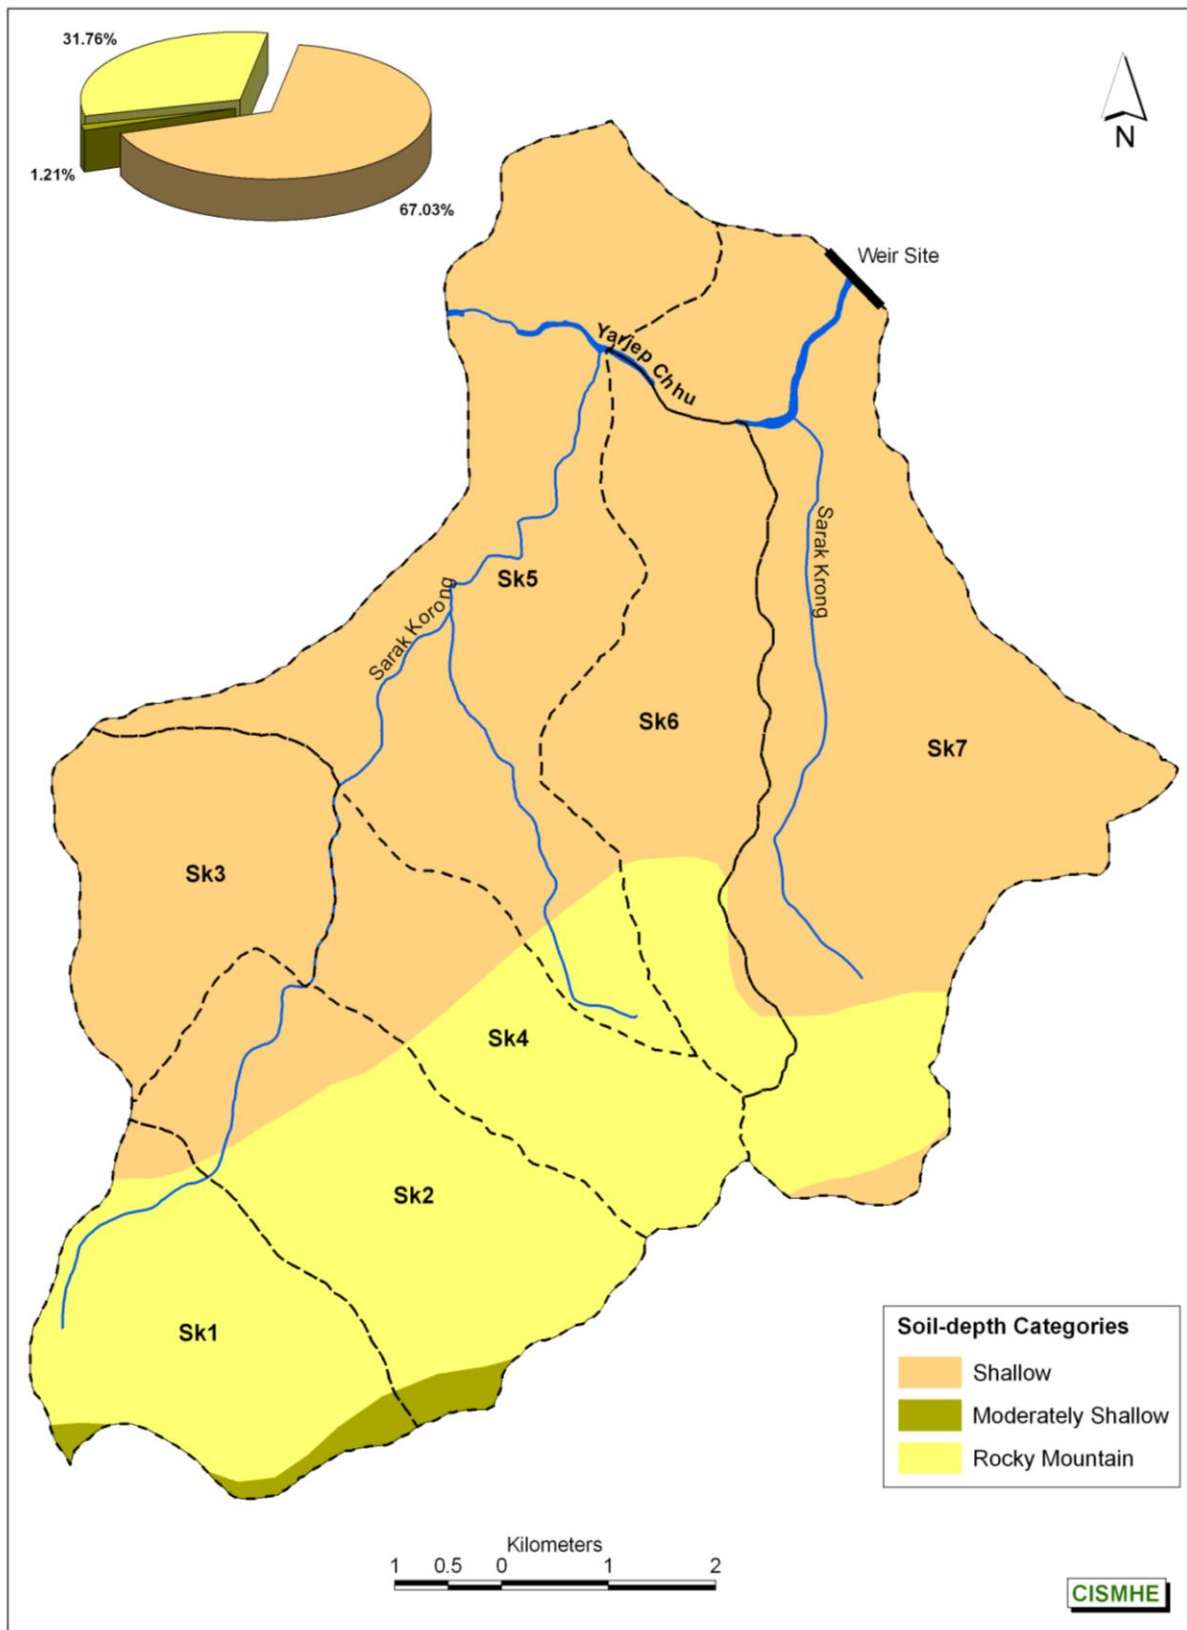 31.76%
1.21%
67.03%
N
Weir Site
Yarjep Chhu
Sarak Krong
Sk5
Sarak Korong
Sk6
Sk7
Sk3
Sk4
Sk2
Sk1
Soil-depth Categories
Shallow
Moderately Shallow
Rocky Mountain
Kilometers
1 0.5 0 1 2
CISMHE